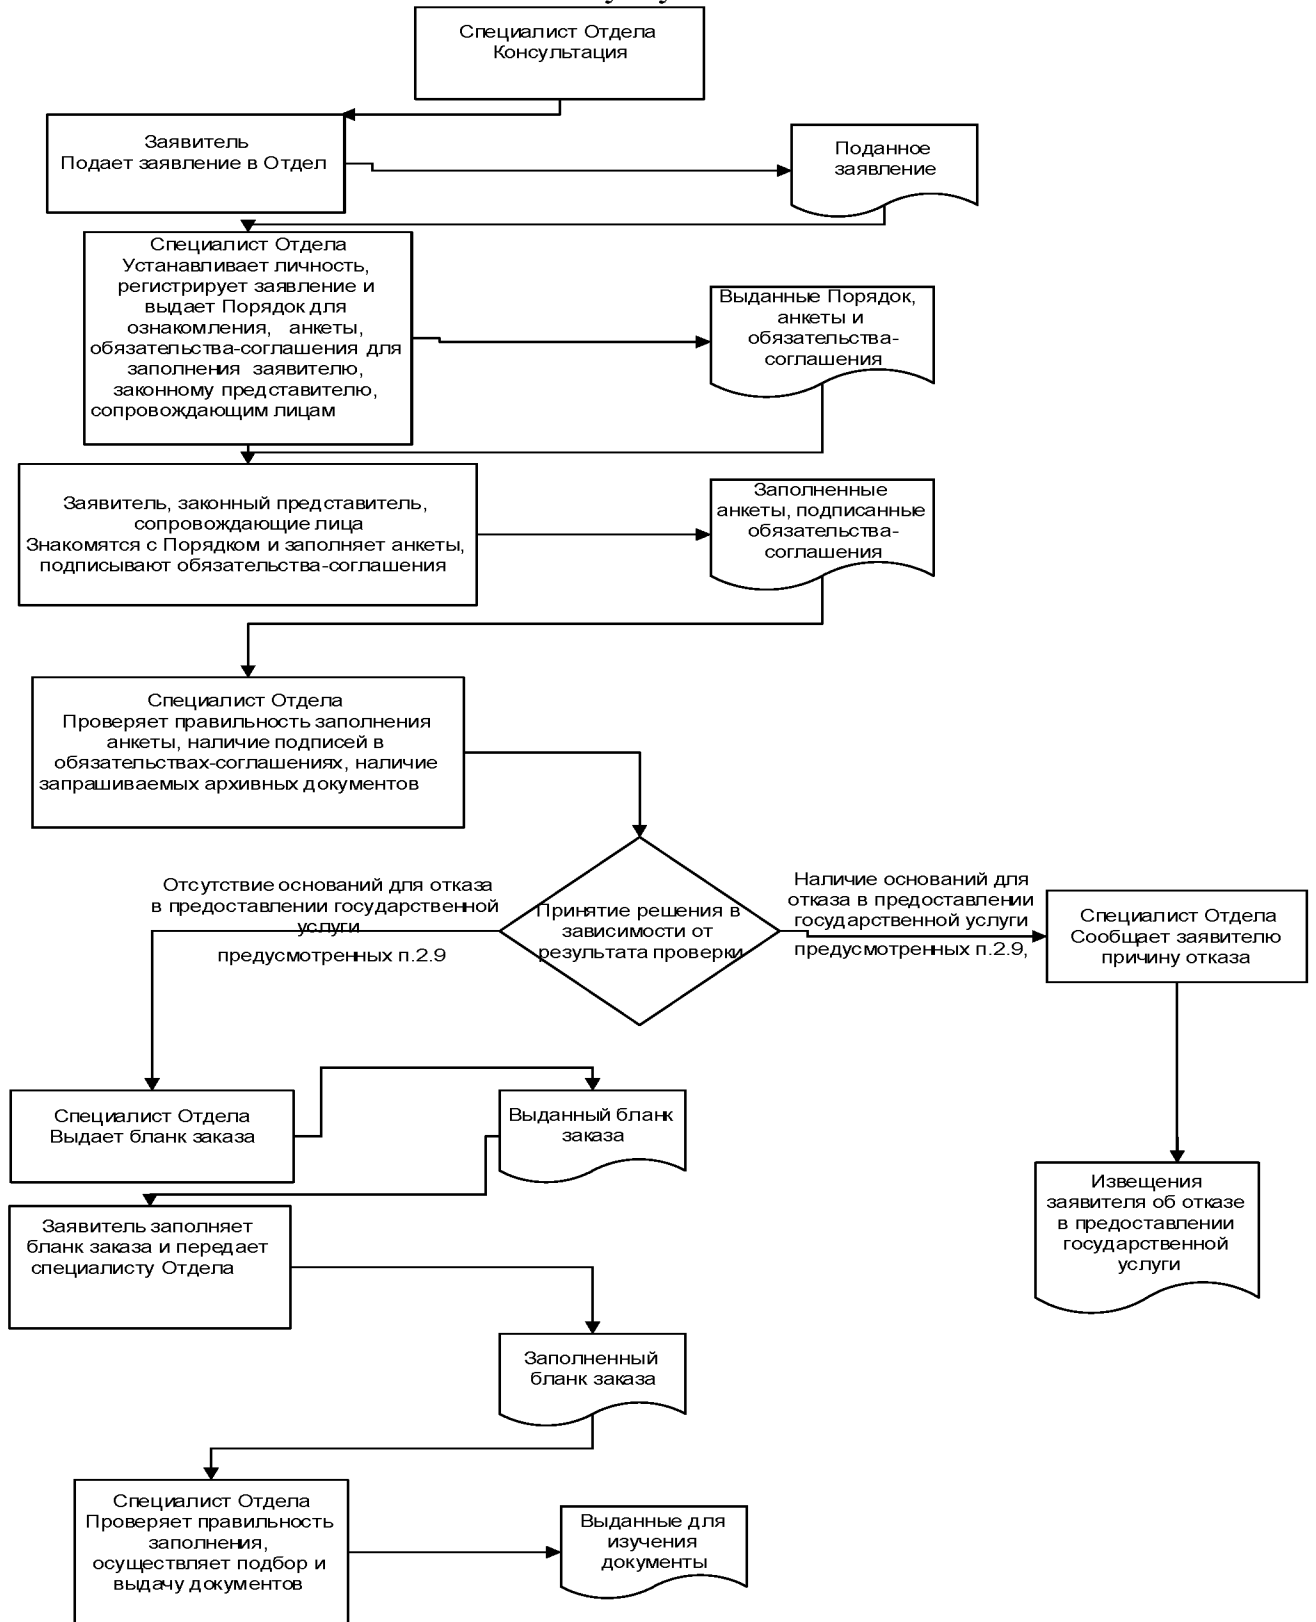 Специалист Отдела
Консультация
Заявитель
Подает заявление в Отдел
Поданное
заявление
Специалист Отдела
Устанавливает личность,
регистрирует заявление и
выдает Порядок для
ознакомления, анкеты,
обязательства-соглашения для
заполнения заявителю,
законному представителю,
сопровождающим лицам
Выданные Порядок,
анкеты и
обязательства-
соглашения
Заявитель, законный представитель,
сопровождающие лица
Знакомятся с Порядком и заполняет анкеты,
подписывают обязательства-соглашения
Заполненные
анкеты, подписанные
обязательства-
соглашения
Специалист Отдела
Проверяет правильность заполнения
анкеты, наличие подписей в
обязательствах-соглашениях, наличие
запрашиваемых архивных документов
Отсутствие оснований для отказа
в предоставлении государственной
услуги
предусмотренных п.2.9
Принятие решения в
зависимости от
результата проверки
Наличие оснований для
отказа в предоставлении
государственной услуги
предусмотренных п.2.9,
Специалист Отдела
Сообщает заявителю
причину отказа
Специалист Отдела
Выдает бланк заказа
Выданный бланк
заказа
Извещения
заявителя об отказе
в предоставлении
государственной
услуги
Заявитель заполняет
бланк заказа и передает
специалисту Отдела
Заполненный
бланк заказа
Специалист Отдела
Проверяет правильность
заполнения,
осуществляет подбор и
выдачу документов
Выданные для
изучения
документы